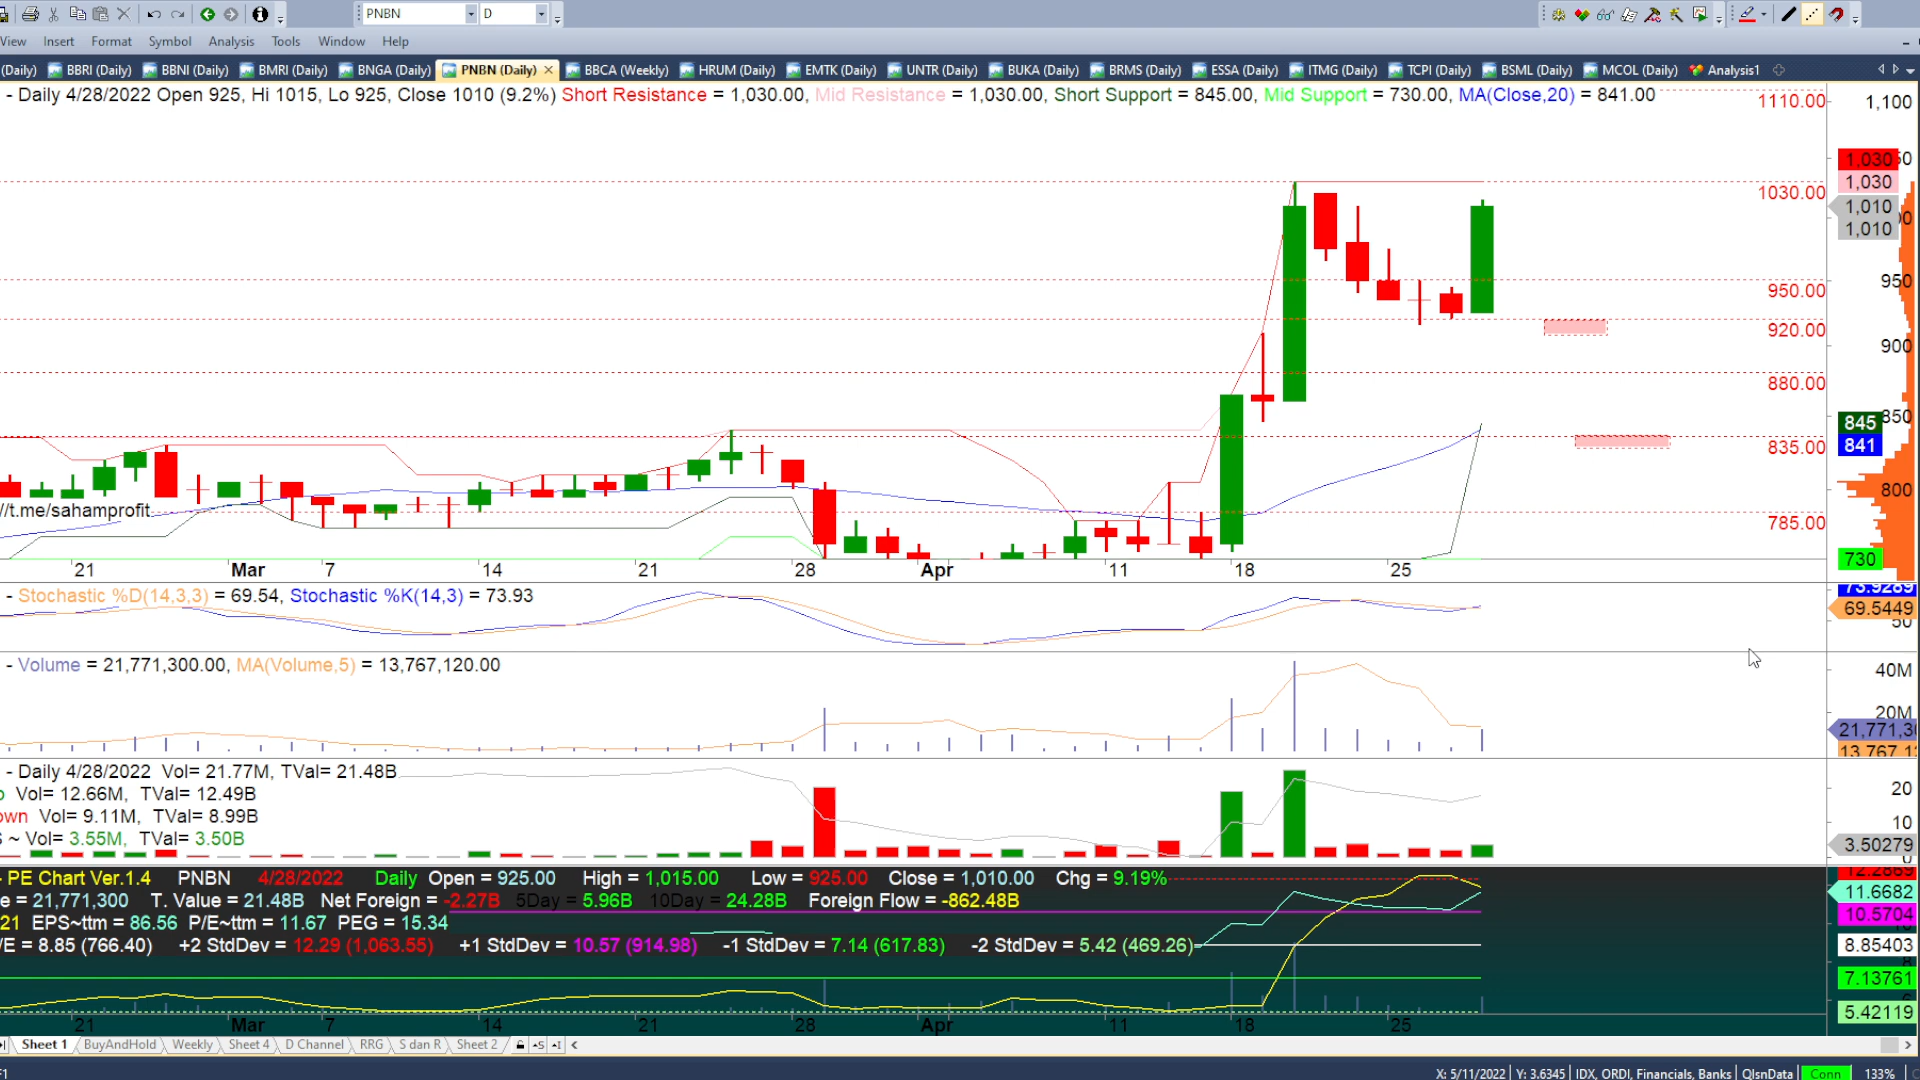 PNBN D
View Insert Format Symbol Analysis Tools Window Help
(Daily) BBRI (Daily) BBNI (Daily) BMRI (Daily) BNGA (Daily) PNBN (Daily) BBCA (Weekly) HRUM (Daily) EMTK (Daily) UNTR (Daily) BUKA (Daily) BRMS (Daily) ESSA (Daily) ITMG (Daily) TCPI (Daily) BSML (Daily) MCOL (Daily) Analysis1
- Daily 4/28/2022 Open 925, Hi 1015, Lo 925, Close 1010 (9.2%) Short Resistance = 1,030.00, Mid Resistance = 1,030.00, Short Support = 845.00, Mid Support = 730.00, MA(Close,20) = 841.00
1110.00 1,100
1,030
1030.00 1,030
1,010
1,010
950.00 950
920.00
900
880.00
850
845
835.00 841
800
//t.me/sahamprofit
785.00
730
21 Mar 7 14 21 28 Apr 11 18 25
- Stochastic %D(14,3,3) = 69.54, Stochastic %K(14,3) = 73.93
73.9289
69.5449
50
- Volume = 21,771,300.00, MA(Volume,5) = 13,767,120.00
40M
20M
21,771,30
13,767,12
- Daily 4/28/2022 Vol= 21.77M, TVal= 21.48B
Vol= 12.66M, TVal= 12.49B
own Vol= 9.11M, TVal= 8.99B
~ Vol= 3.55M, TVal= 3.50B
20
10
3.50279
- PE Chart Ver.1.4 PNBN 4/28/2022 Daily Open = 925.00 High = 1,015.00 Low = 925.00 Close = 1,010.00 Chg = 9.19%
e = 21,771,300 T. Value = 21.48B Net Foreign = -2.27B 5Day = 5.96B 10Day = 24.28B Foreign Flow = -862.48B
21 EPS~ttm = 86.56 P/E~ttm = 11.67 PEG = 15.34
/E = 8.85 (766.40) +2 StdDev = 12.29 (1,063.55) +1 StdDev = 10.57 (914.98) -1 StdDev = 7.14 (617.83) -2 StdDev = 5.42 (469.26)
12.2869
11.6682
10.5704
8.85403
7.13761
5.42119
21 Mar 7 14 21 28 Apr 11 18 25
Sheet 1 BuyAndHold Weekly Sheet 4 D Channel RRG S dan R Sheet 2
F1 X: 5/11/2022 Y: 3.6345 IDX, ORDI, Financials, Banks QlsnData Conn 133%